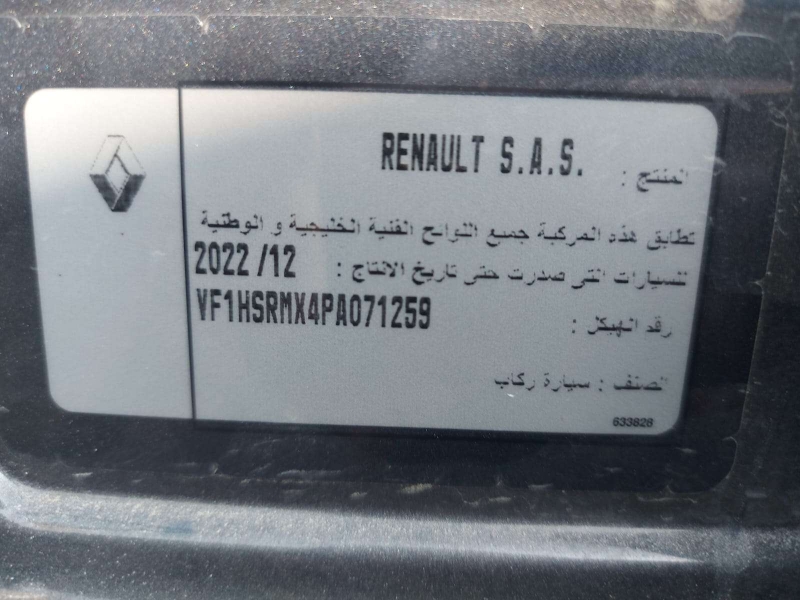 المنتج : RENAULT S.A.S.
تطابق هذه المركبة جميع اللوائح الفنية الخليجية و الوطنية
للسيارات التى صدرت حتى تاريخ الانتاج : 2022 /12
رقم الهيكل : VF1HSRMX4PA071259
الصنف : سيارة ركاب
633828